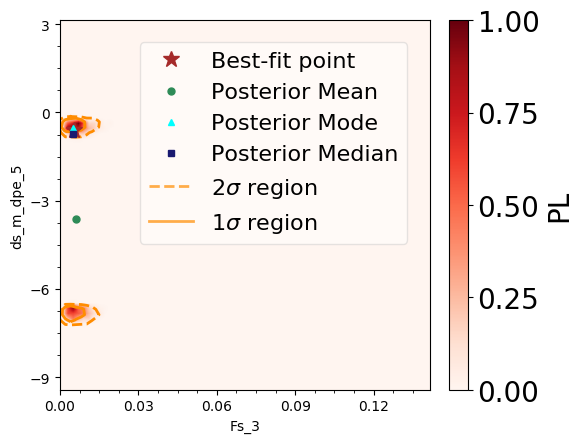 3
0
−3
−6
−9
ds_m_dpe_5
0.00 0.03 0.06 0.09 0.12
Fs_3
Best-fit point
Posterior Mean
Posterior Mode
Posterior Median
2σ region
1σ region
1.00
0.75
0.50
0.25
0.00
PL